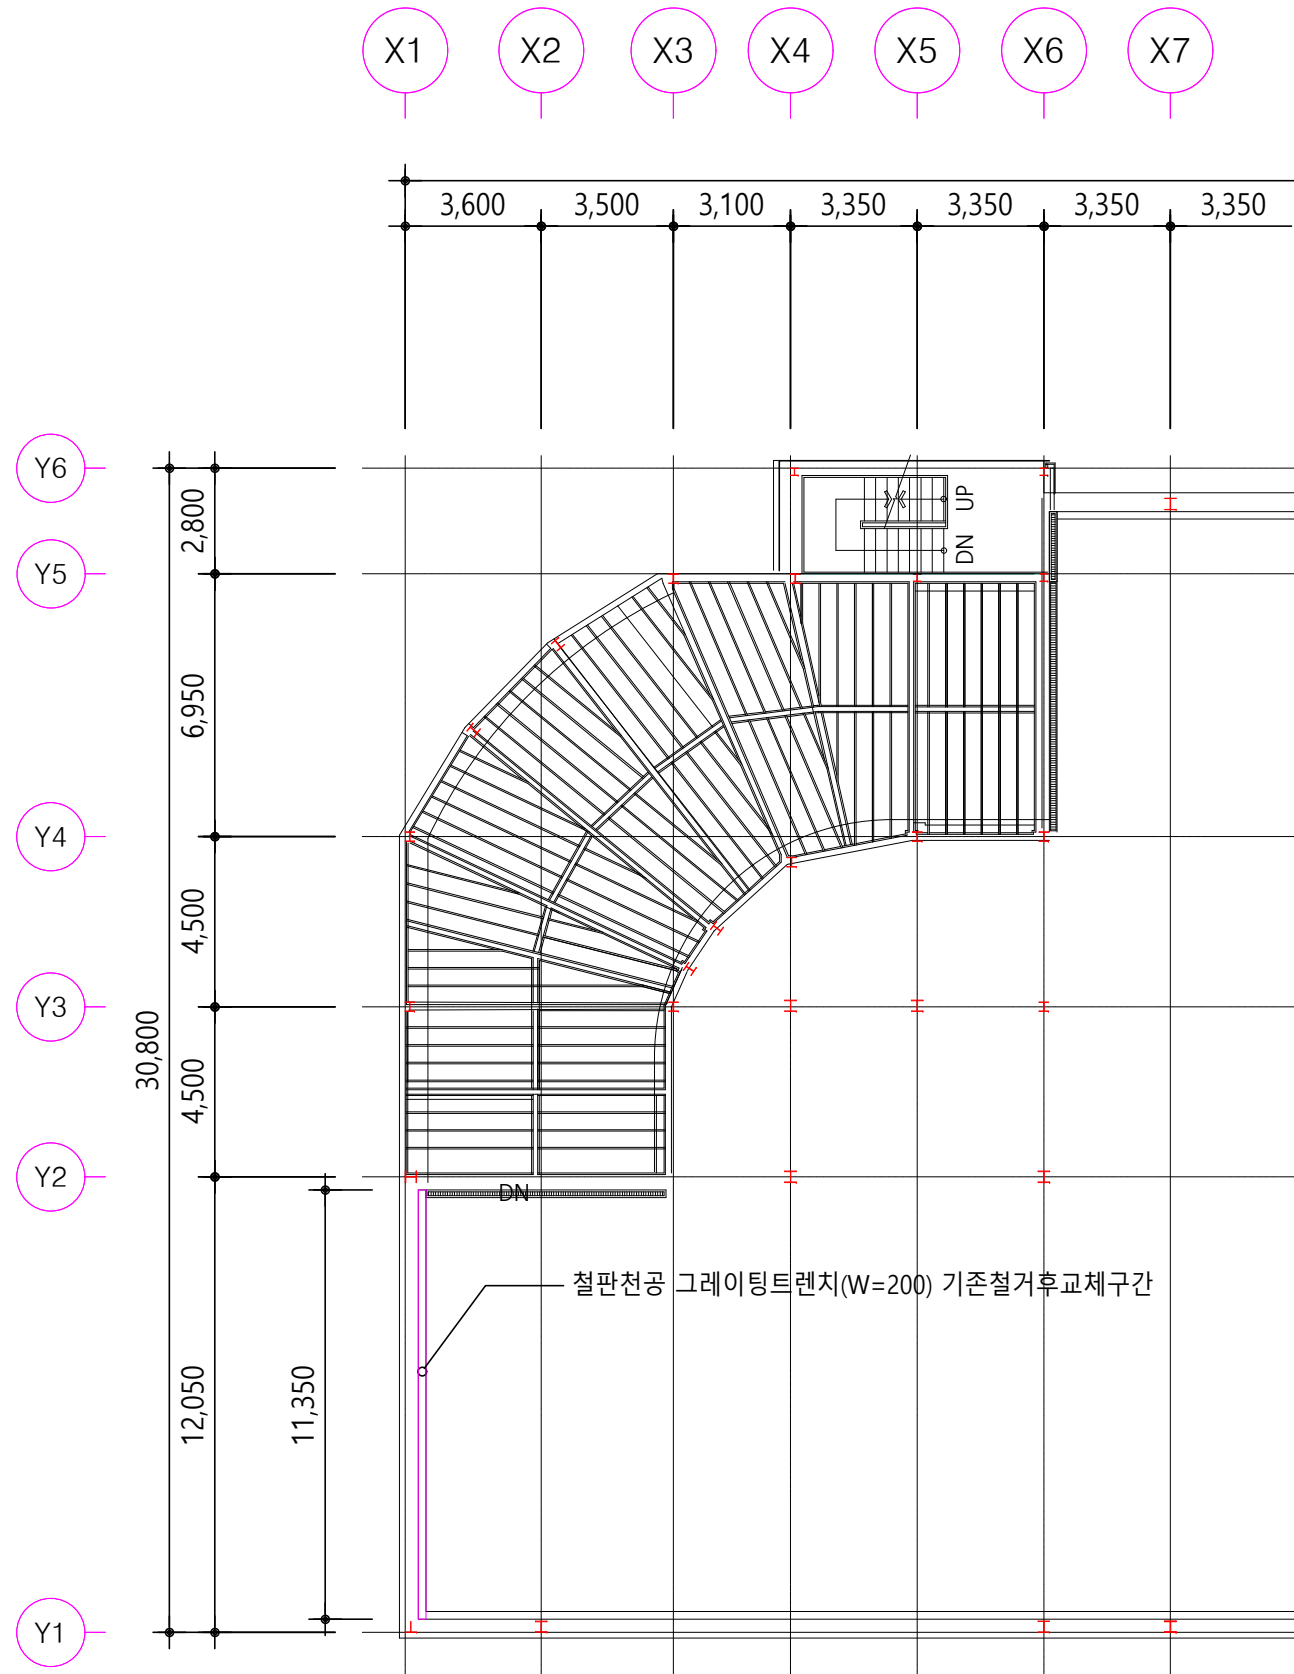 X1 X2 X3 X4 X5 X6 X7
3,600 3,500 3,100 3,350 3,350 3,350 3,350
Y6
2,800
UP
DN
Y5
6,950
Y4
4,500
Y3
30,800
4,500
Y2
DN
철판천공 그레이팅트렌치(W=200) 기존철거후교체구간
12,050
11,350
Y1